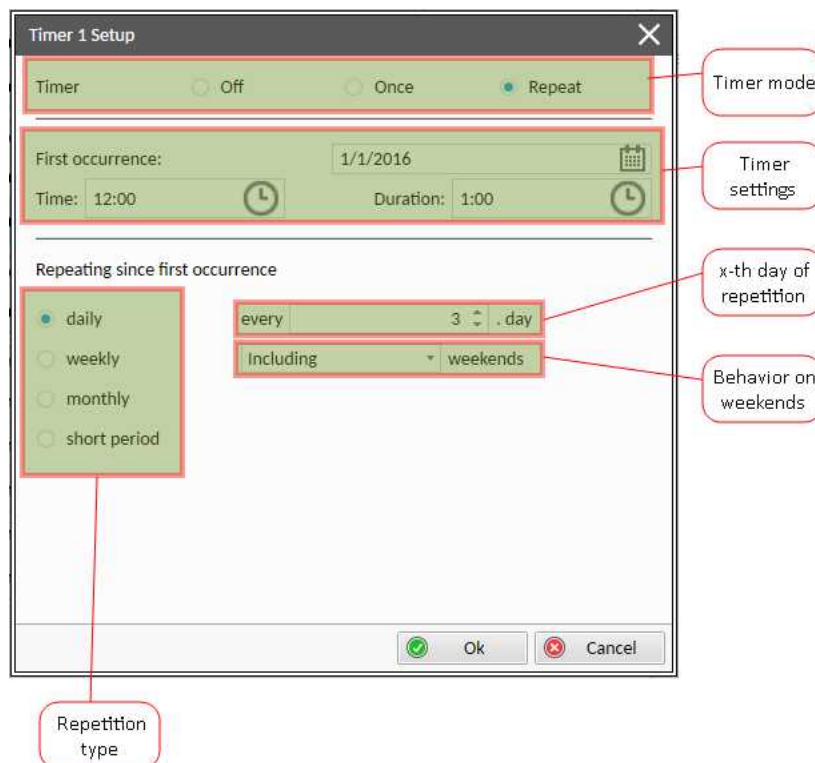 Timer 1 Setup
Timer Off Once Repeat
Timer mode
First occurrence: 1/1/2016
Time: 12:00 Duration: 1:00
Timer
settings
Repeating since first occurrence
x-th day of
repetition
daily every 3 . day
weekly Including weekends
monthly
short period
Behavior on
weekends
Ok Cancel
Repetition
type